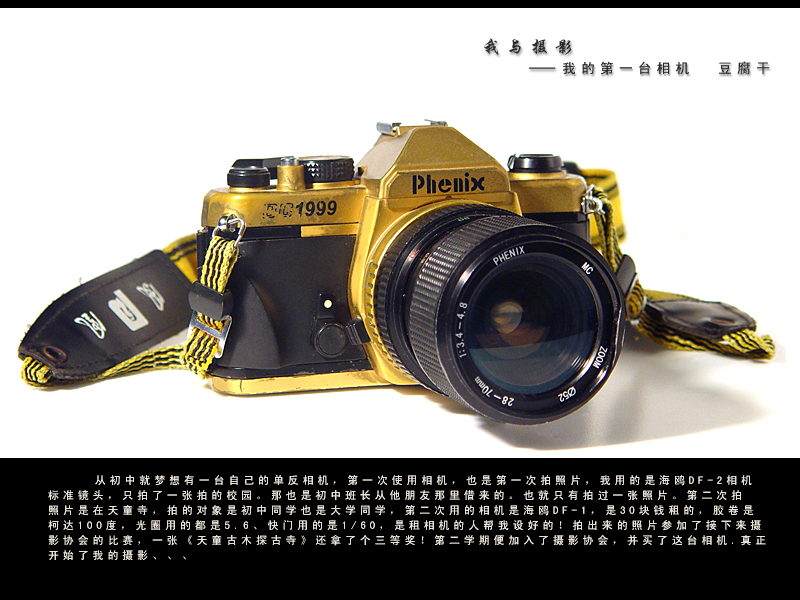 我与摄影
——我的第一台相机 豆腐干
Phenix
DC1999
PHENIX
MC
1:3.4-4.8
28-70mm
Ø52
ZOOM
从初中就梦想有一台自己的单反相机，第一次使用相机，也是第一次拍照片，我用的是海鸥DF-2相机
标准镜头，只拍了一张拍的校园。那也是初中班长从他朋友那里借来的。也就只有拍过一张照片。第二次拍
照片是在天童寺，拍的对象是初中同学也是大学同学，第二次用的相机是海鸥DF-1，是30块钱租的，胶卷是
柯达100度，光圈用的都是5.6、快门用的是1/60，是租相机的人帮我设好的！拍出来的照片参加了接下来摄
影协会的比赛，一张《天童古木探古寺》还拿了个三等奖！第二学期便加入了摄影协会，并买了这台相机.真正
开始了我的摄影、、、